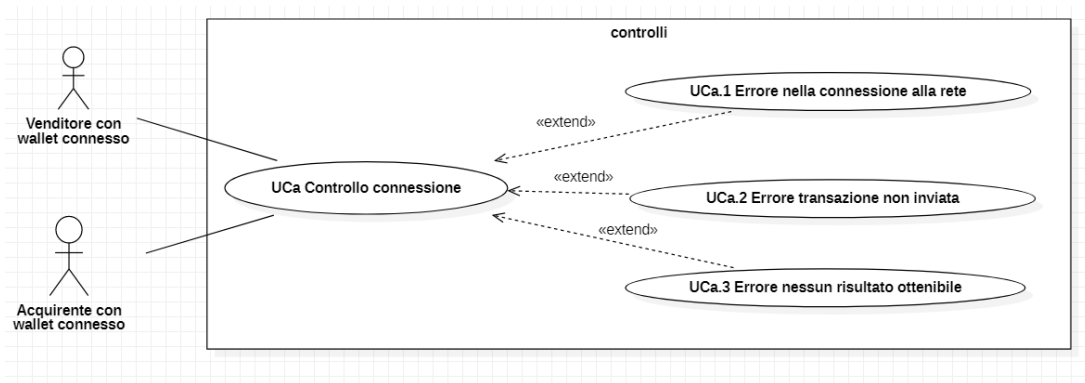 controlli
Venditore con
wallet connesso
Acquirente con
wallet connesso
UCa Controllo connessione
«extend»
«extend»
«extend»
UCa.1 Errore nella connessione alla rete
UCa.2 Errore transazione non inviata
UCa.3 Errore nessun risultato ottenibile